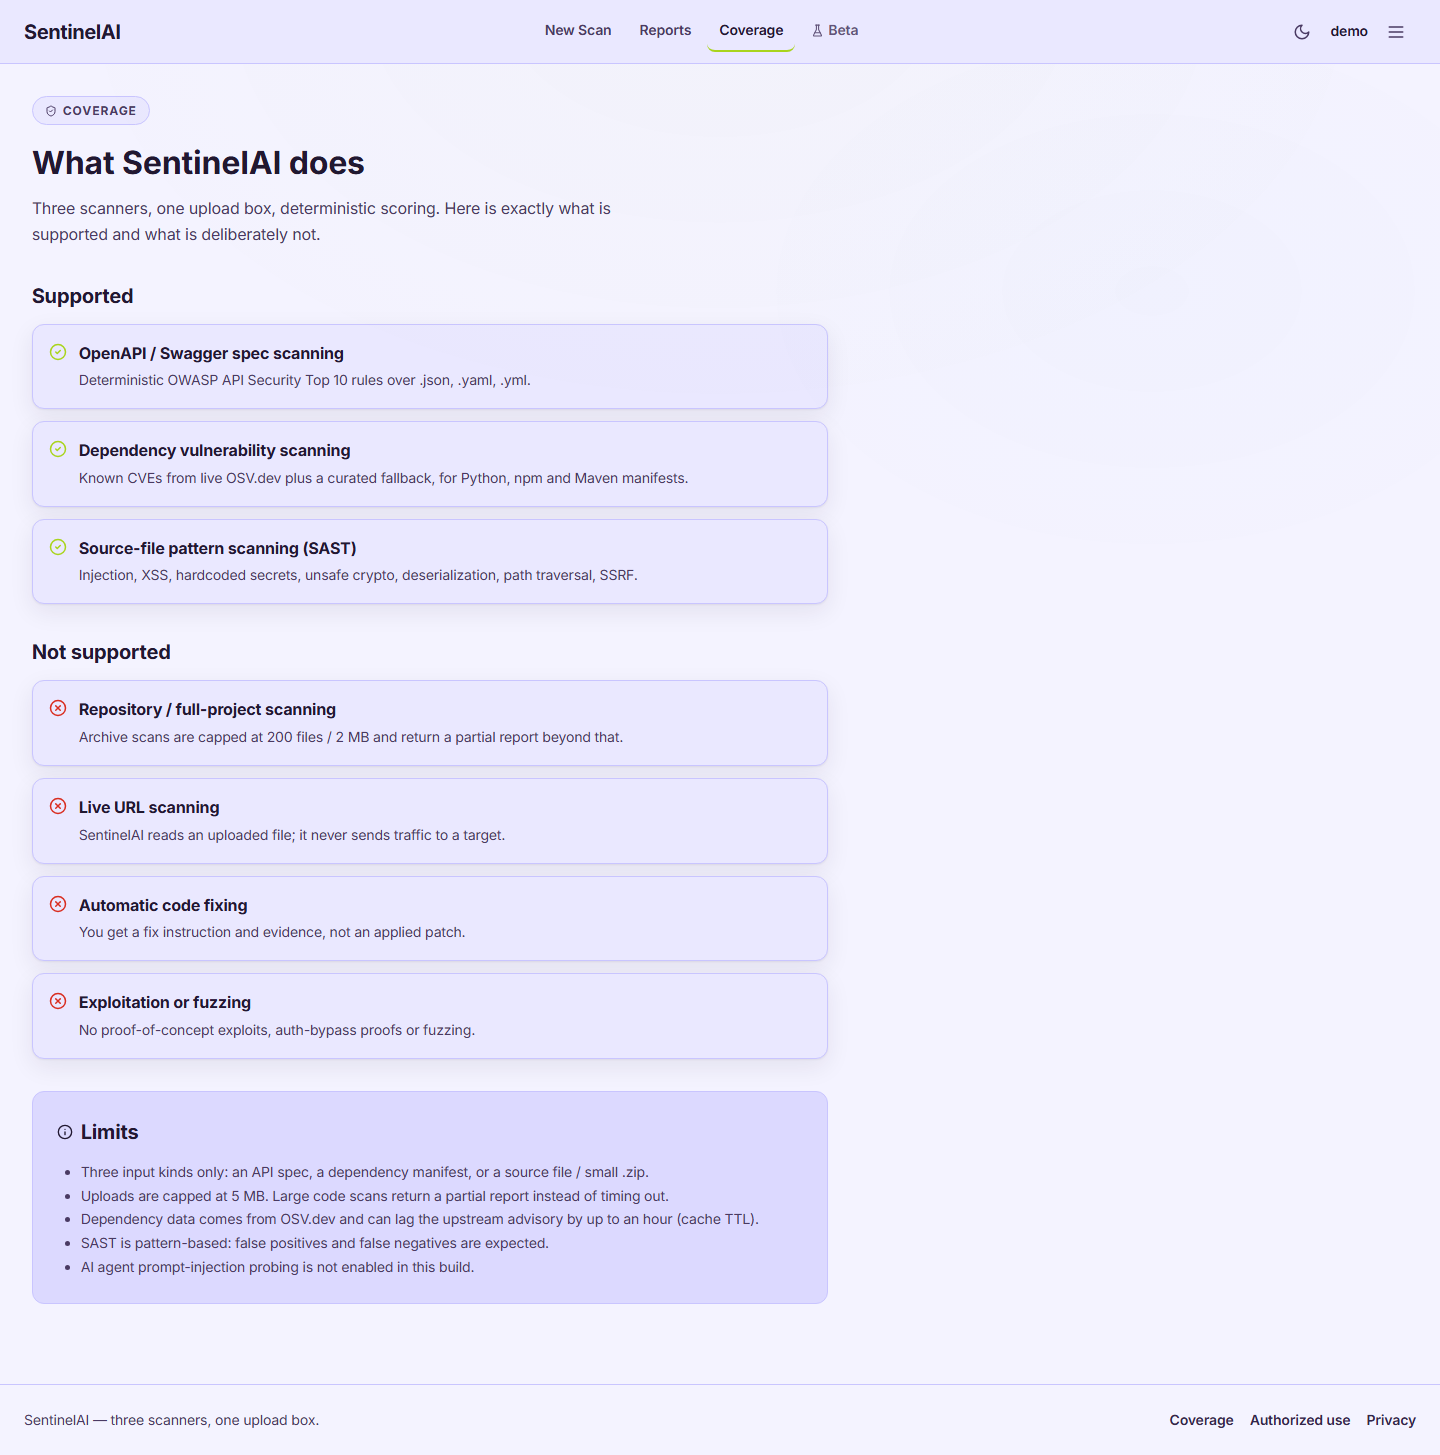 SentinelAI
New Scan
Reports
Coverage
Beta
demo
COVERAGE
What SentinelAI does
Three scanners, one upload box, deterministic scoring. Here is exactly what is
supported and what is deliberately not.
Supported
OpenAPI / Swagger spec scanning
Deterministic OWASP API Security Top 10 rules over .json, .yaml, .yml.
Dependency vulnerability scanning
Known CVEs from live OSV.dev plus a curated fallback, for Python, npm and Maven manifests.
Source-file pattern scanning (SAST)
Injection, XSS, hardcoded secrets, unsafe crypto, deserialization, path traversal, SSRF.
Not supported
Repository / full-project scanning
Archive scans are capped at 200 files / 2 MB and return a partial report beyond that.
Live URL scanning
SentinelAI reads an uploaded file; it never sends traffic to a target.
Automatic code fixing
You get a fix instruction and evidence, not an applied patch.
Exploitation or fuzzing
No proof-of-concept exploits, auth-bypass proofs or fuzzing.
Limits
• Three input kinds only: an API spec, a dependency manifest, or a source file / small .zip.
• Uploads are capped at 5 MB. Large code scans return a partial report instead of timing out.
• Dependency data comes from OSV.dev and can lag the upstream advisory by up to an hour (cache TTL).
• SAST is pattern-based: false positives and false negatives are expected.
• AI agent prompt-injection probing is not enabled in this build.
SentinelAI — three scanners, one upload box.
Coverage
Authorized use
Privacy